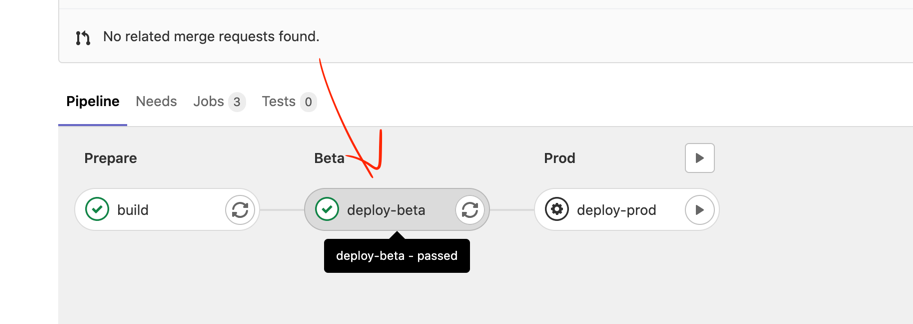 No related merge requests found.
Pipeline Needs Jobs 3 Tests 0
Prepare Beta Prod
build deploy-beta deploy-prod
deploy-beta - passed